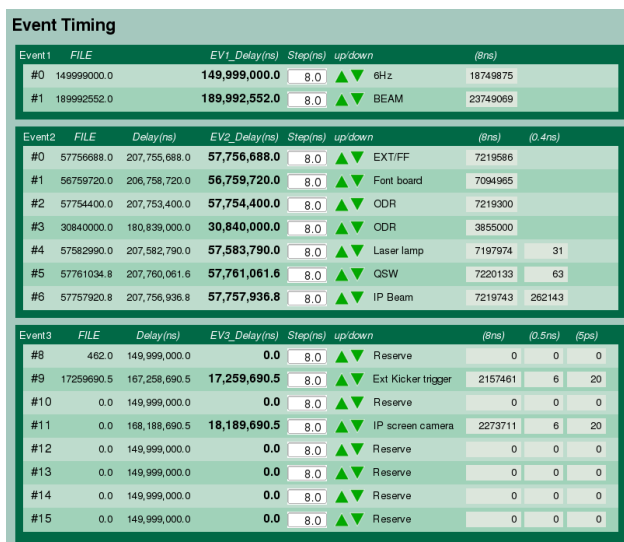 Event Timing
Event1 FILE EV1_Delay(ns) Step(ns) up/down (8ns)
#0 149999000.0 149,999,000.0 8.0 6Hz 18749875
#1 189992552.0 189,992,552.0 8.0 BEAM 23749069
Event2 FILE Delay(ns) EV2_Delay(ns) Step(ns) up/down (8ns) (0.4ns)
#0 57756688.0 207,755,688.0 57,756,688.0 8.0 EXT/FF 7219586
#1 56759720.0 206,758,720.0 56,759,720.0 8.0 Font board 7094965
#2 57754400.0 207,753,400.0 57,754,400.0 8.0 ODR 7219300
#3 30840000.0 180,839,000.0 30,840,000.0 8.0 ODR 3855000
#4 57582990.0 207,582,790.0 57,583,790.0 8.0 Laser lamp 7197974 31
#5 57761034.8 207,760,061.6 57,761,061.6 8.0 QSW 7220133 63
#6 57757920.8 207,756,936.8 57,757,936.8 8.0 IP Beam 7219743 262143
Event3 FILE Delay(ns) EV3_Delay(ns) Step(ns) up/down (8ns) (0.5ns) (5ps)
#8 462.0 149,999,000.0 0.0 8.0 Reserve 0 0 0
#9 17259690.5 167,258,690.5 17,259,690.5 8.0 Ext Kicker trigger 2157461 6 20
#10 0.0 149,999,000.0 0.0 8.0 Reserve 0 0 0
#11 0.0 168,188,690.5 18,189,690.5 8.0 IP screen camera 2273711 6 20
#12 0.0 149,999,000.0 0.0 8.0 Reserve 0 0 0
#13 0.0 149,999,000.0 0.0 8.0 Reserve 0 0 0
#14 0.0 149,999,000.0 0.0 8.0 Reserve 0 0 0
#15 0.0 149,999,000.0 0.0 8.0 Reserve 0 0 0